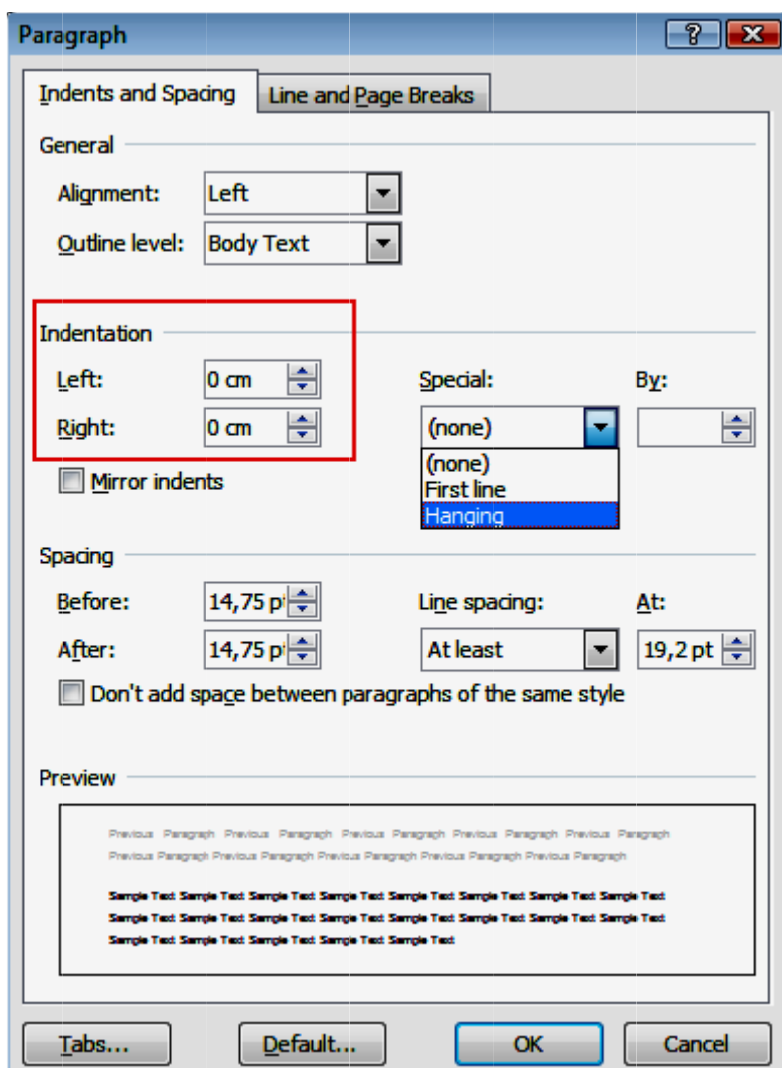 Paragraph
Indents and Spacing Line and Page Breaks
General
Alignment: Left
Outline level: Body Text
Indentation
Left: 0 cm Special: By:
Right: 0 cm (none)
(none)
Mirror indents
First line
Hanging
Spacing
Before: 14,75 p Line spacing: At:
After: 14,75 p At least 19,2 pt
Don't add space between paragraphs of the same style
Preview
Previous Paragraph Previous Paragraph Previous Paragraph Previous Paragraph Previous Paragraph
Previous Paragraph Previous Paragraph Previous Paragraph Previous Paragraph Previous Paragraph
Sample Text Sample Text Sample Text Sample Text Sample Text Sample Text Sample Text Sample Text
Sample Text Sample Text Sample Text Sample Text Sample Text Sample Text Sample Text Sample Text
Sample Text Sample Text Sample Text Sample Text Sample Text
Tabs... Default... OK Cancel